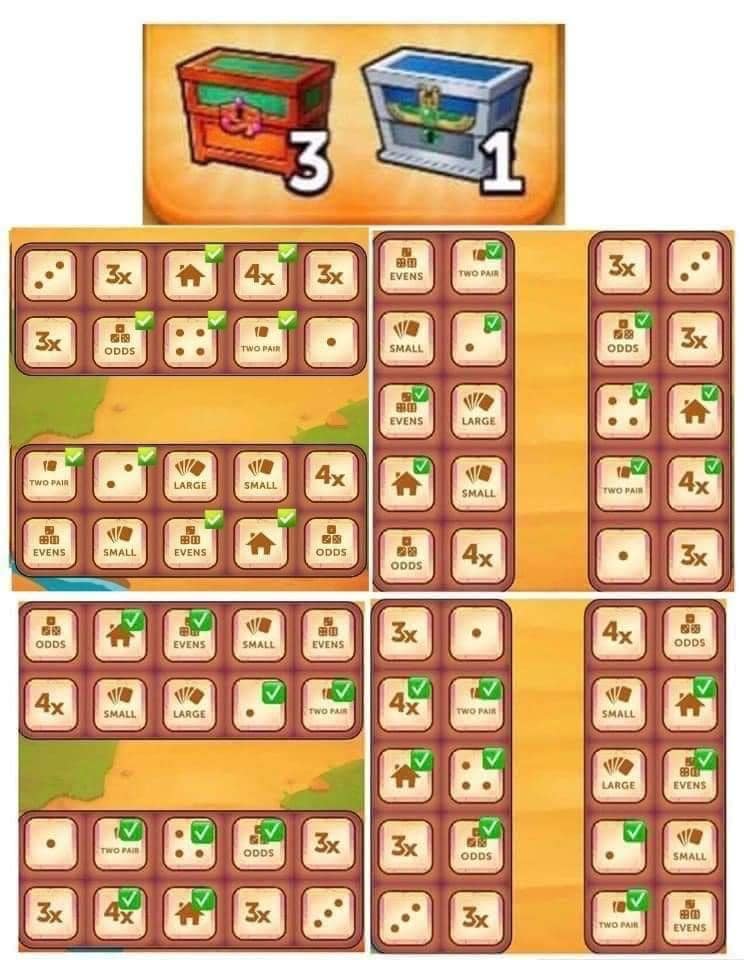 3 1
3x 4x 3x
3x ODDS TWO PAIR
TWO PAIR LARGE SMALL 4x
EVENS SMALL EVENS ODDS
EVENS TWO PAIR 3x
SMALL ODDS 3x
EVENS LARGE
SMALL TWO PAIR 4x
ODDS 4x 3x
ODDS EVENS SMALL EVENS
4x SMALL LARGE TWO PAIR
TWO PAIR ODDS 3x
3x 4x 3x
3x 4x ODDS
4x TWO PAIR SMALL
LARGE EVENS
3x ODDS SMALL
3x TWO PAIR EVENS